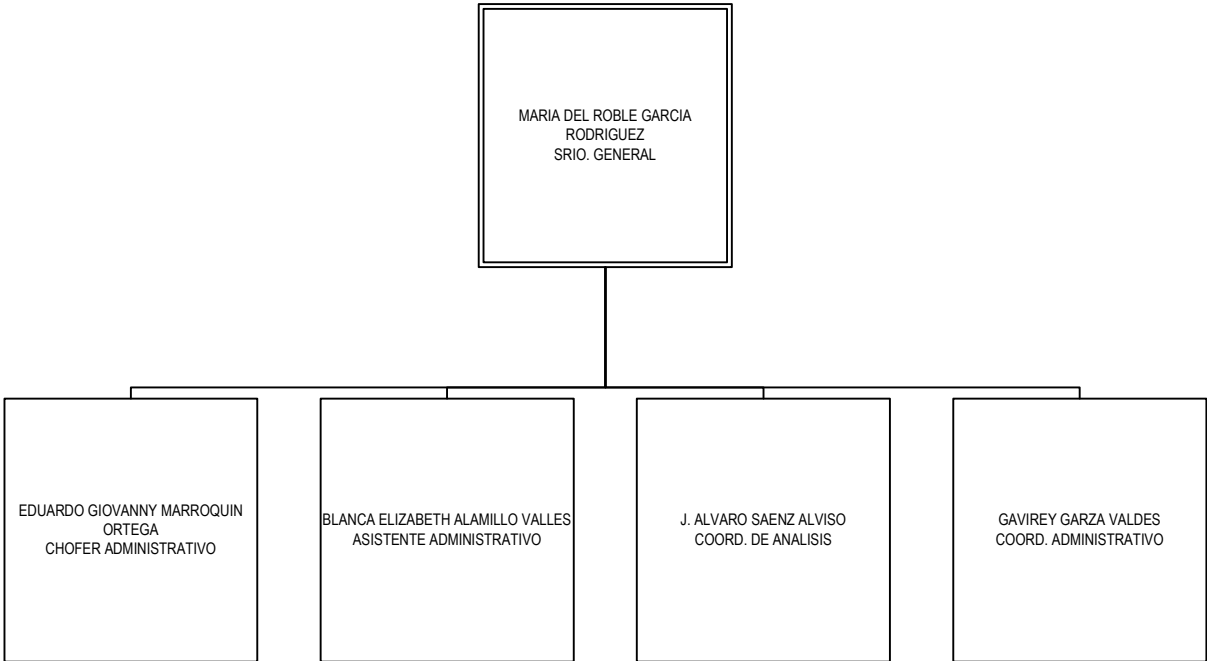 MARIA DEL ROBLE GARCIA
RODRIGUEZ
SRIO. GENERAL
EDUARDO GIOVANNY MARROQUIN
ORTEGA
CHOFER ADMINISTRATIVO
BLANCA ELIZABETH ALAMILLO VALLES
ASISTENTE ADMINISTRATIVO
J. ALVARO SAENZ ALVISO
COORD. DE ANALISIS
GAVIREY GARZA VALDES
COORD. ADMINISTRATIVO